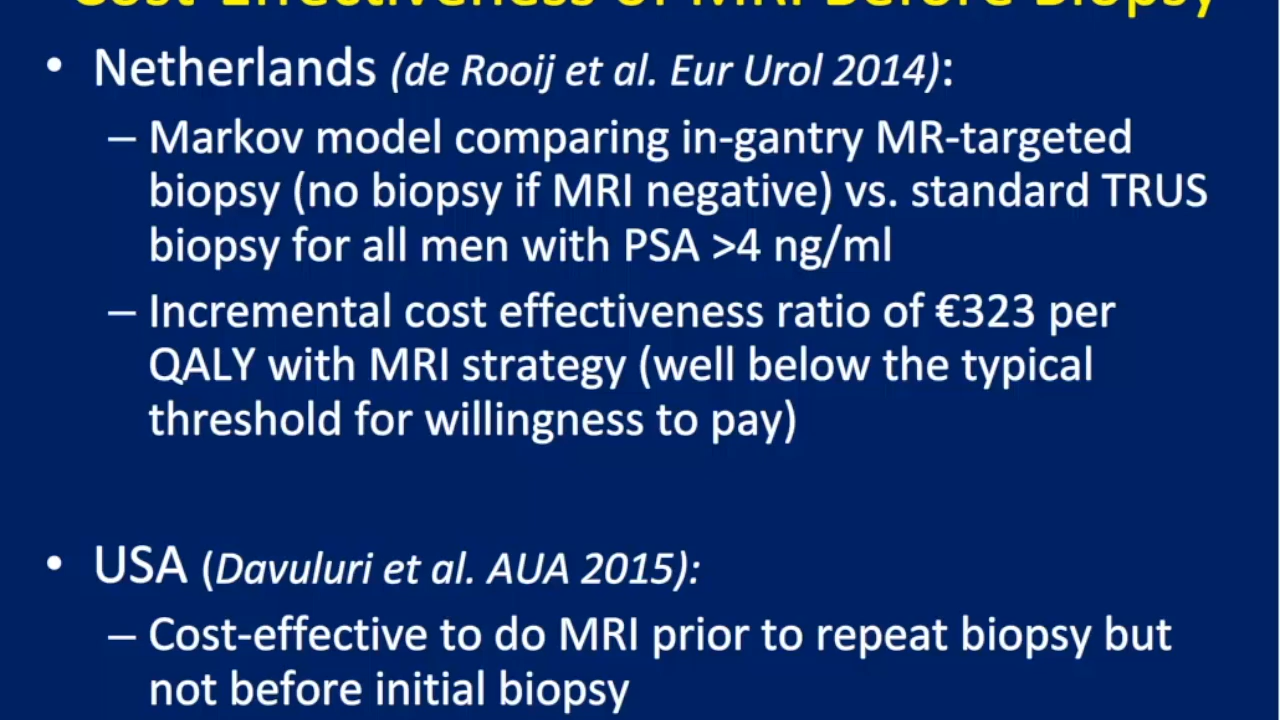 Cost-Effectiveness of MRI Before Biopsy
• Netherlands (de Rooij et al. Eur Urol 2014):
– Markov model comparing in-gantry MR-targeted
biopsy (no biopsy if MRI negative) vs. standard TRUS
biopsy for all men with PSA >4 ng/ml
– Incremental cost effectiveness ratio of €323 per
QALY with MRI strategy (well below the typical
threshold for willingness to pay)
• USA (Davuluri et al. AUA 2015):
– Cost-effective to do MRI prior to repeat biopsy but
not before initial biopsy